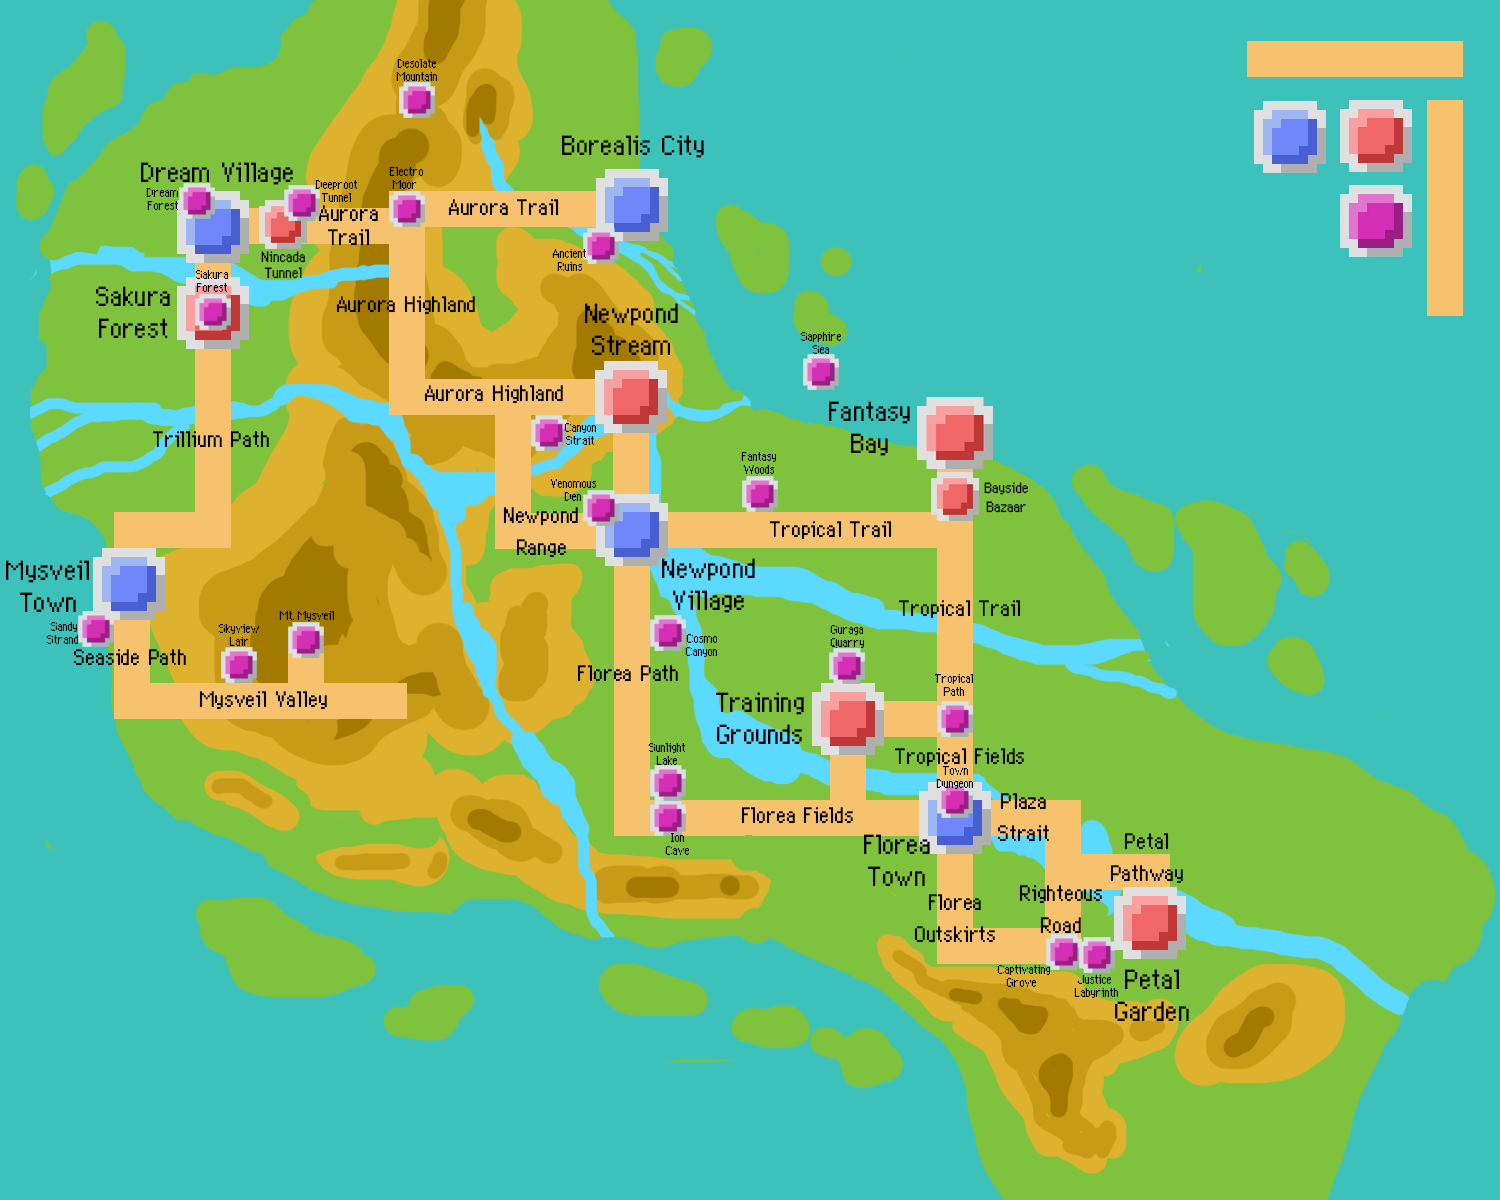 Desolate
Mountain
Borealis City
Dream Village
Dream
Forest
Deeproot
Tunnel
Electro
Moor
Aurora
Trail
Aurora Trail
Nincada
Tunnel
Ancient
Ruins
Sakura
Forest
Sakura
Forest
Aurora Highland
Newpond
Stream
Sapphire
Sea
Aurora Highland
Fantasy
Bay
Canyon
Strait
Trillium Path
Fantasy
Woods
Venomous
Den
Bayside
Bazaar
Newpond
Range
Tropical Trail
Mysveil
Town
Newpond
Village
Tropical Trail
Sandy
Strand
Seaside Path
Skyview
Lair
Mt. Mysveil
Cosmo
Canyon
Guraga
Quarry
Florea Path
Mysveil Valley
Tropical
Path
Training
Grounds
Sunlight
Lake
Tropical Fields
Town
Dungeon
Florea Fields
Plaza
Strait
Ion
Cave
Florea
Town
Petal
Pathway
Florea
Outskirts
Righteous
Road
Captivating
Grove
Justice
Labyrinth
Petal
Garden